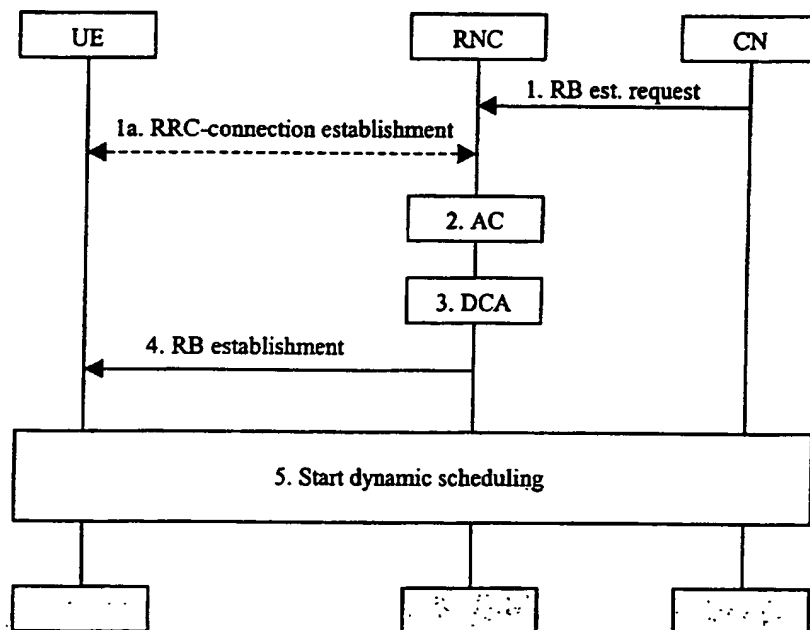 UE
RNC
CN
1. RB est. request
1a. RRC-connection establishment
2. AC
3. DCA
4. RB establishment
5. Start dynamic scheduling